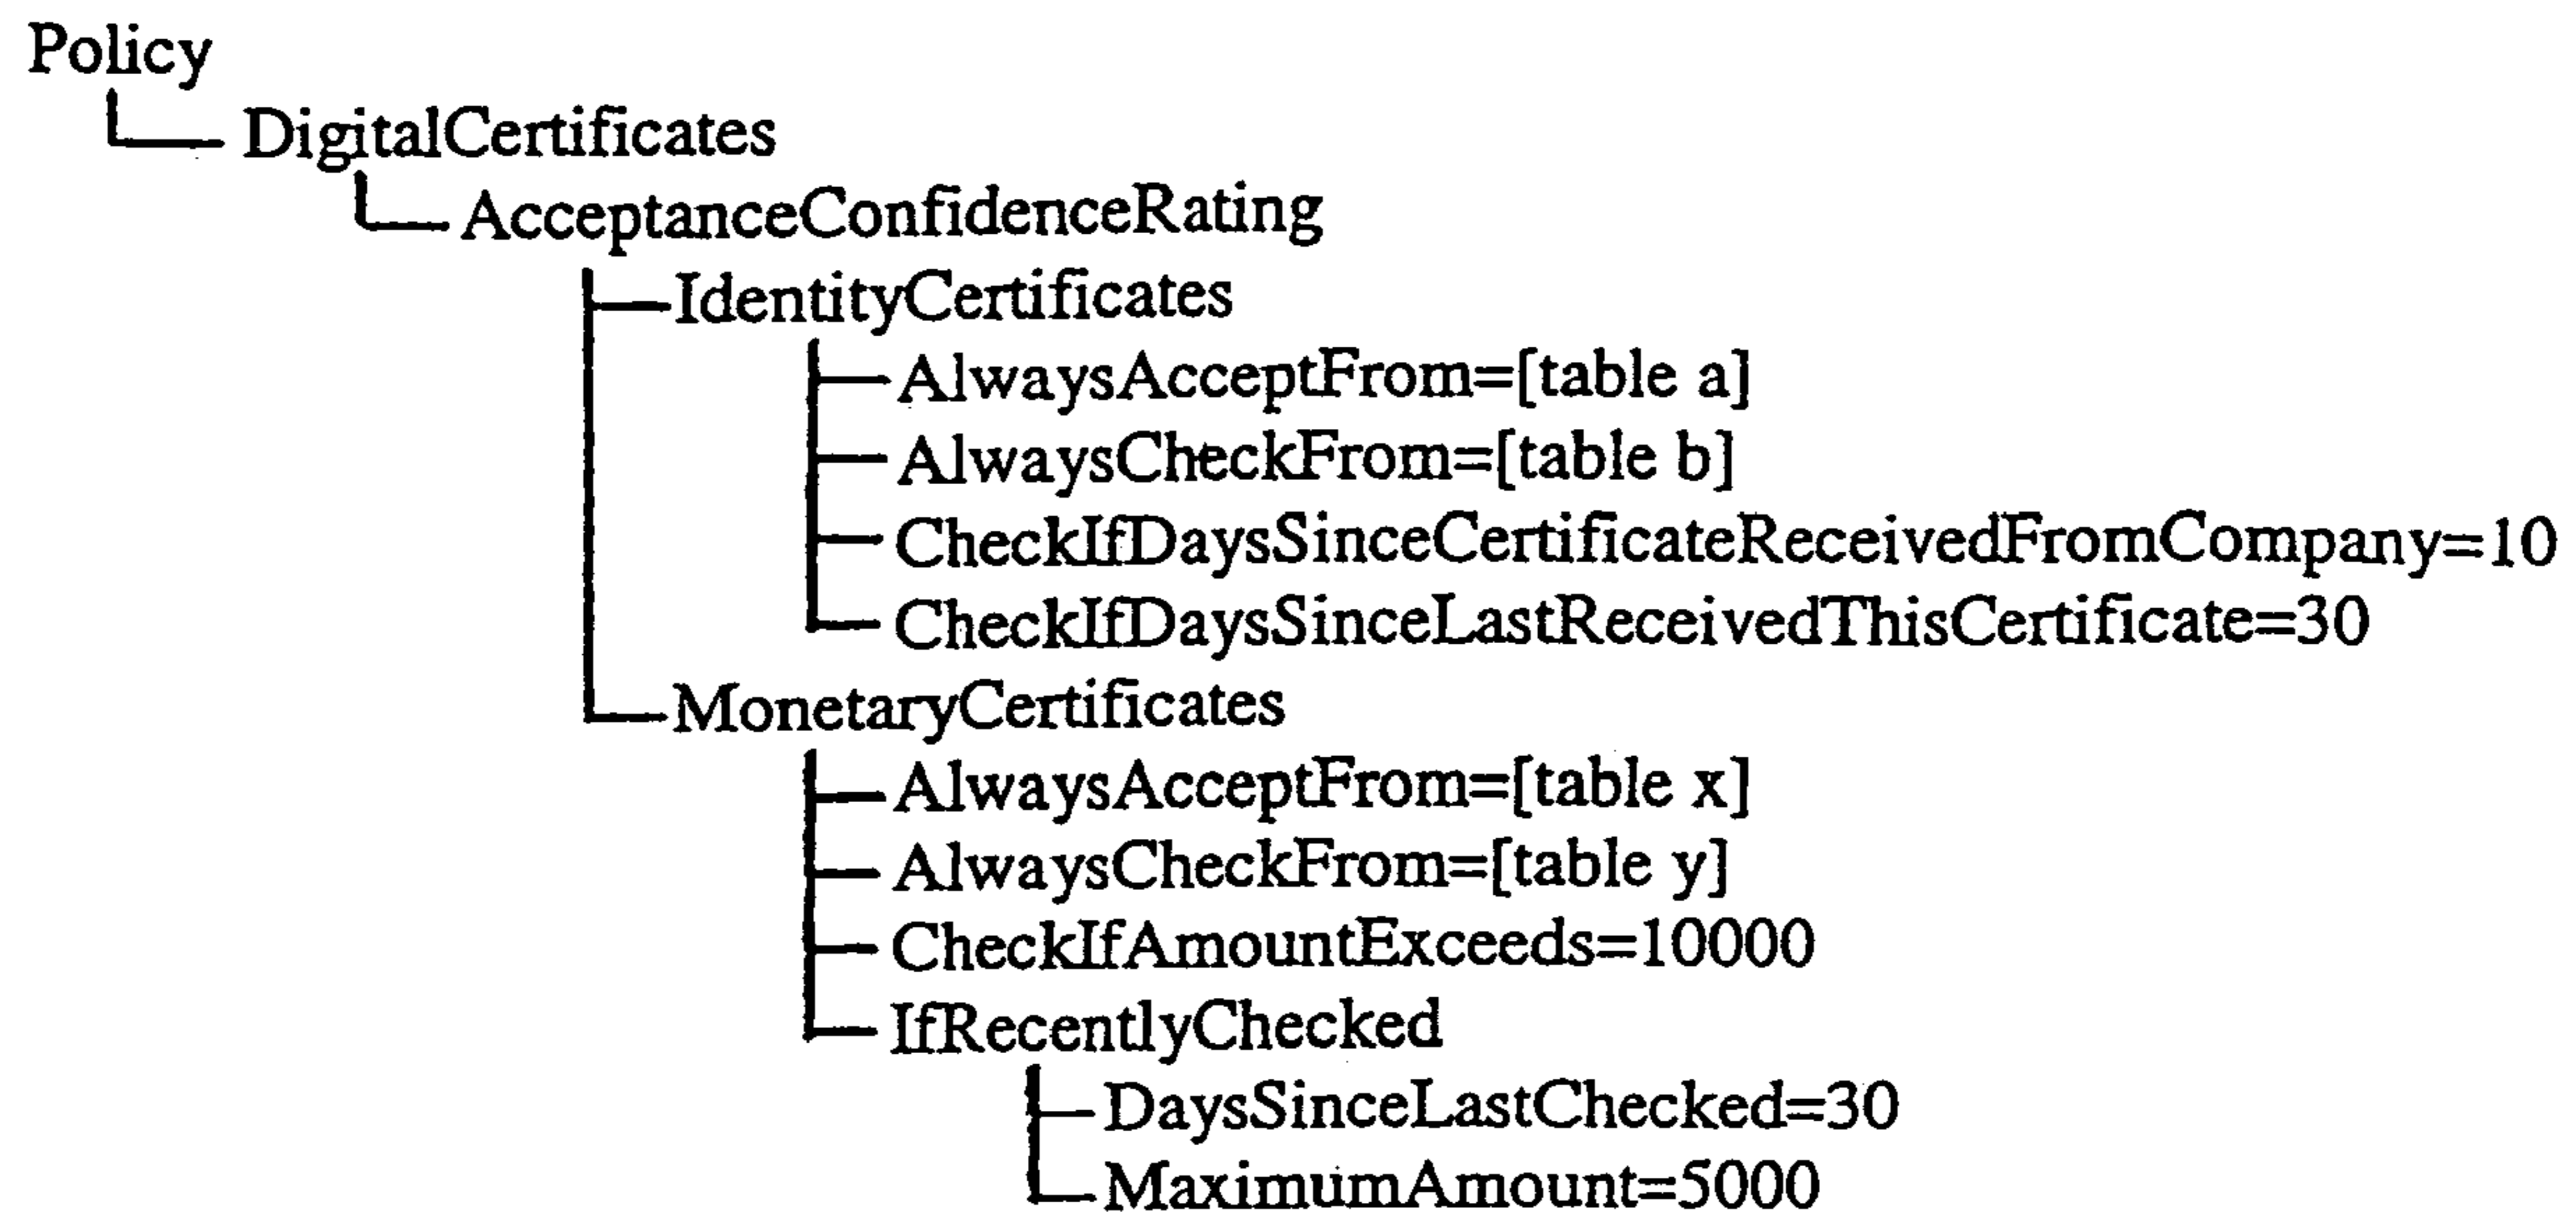 Policy
DigitalCertificates
AcceptanceConfidenceRating
IdentityCertificates
AlwaysAcceptFrom=[table a]
AlwaysCheckFrom=[table b]
CheckIfDaysSinceCertificateReceivedFromCompany=10
CheckIfDaysSinceLastReceivedThisCertificate=30
MonetaryCertificates
AlwaysAcceptFrom=[table x]
AlwaysCheckFrom=[table y]
CheckIfAmountExceeds=10000
IfRecentlyChecked
DaysSinceLastChecked=30
MaximumAmount=5000